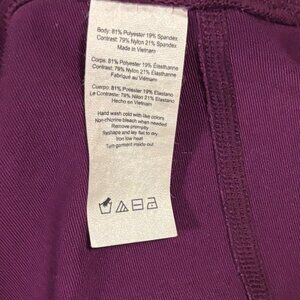 Body: 81% Polyester 19% Spandex
Contrast: 79% Nylon 21% Spandex
Made in Vietnam
Corps: 81% Polyester 19% Élasthanne
Contraste: 79% Nylon 21% Élasthanne
Fabriqué au Viêtnam
Cuerpo: 81% Poliéster 19% Elastano
Le Contraste: 79% Nilón 21% Elastano
Hecho en Vietnam
Hand wash cold with like colors
Non-chlorine bleach when needed
Remove promptly
Reshape and lay flat to dry
Iron low heat
Turn garment inside out